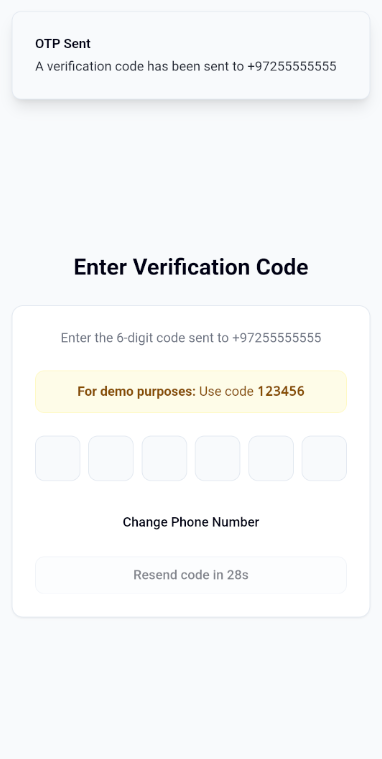 OTP Sent
A verification code has been sent to +97255555555
Enter Verification Code
Enter the 6-digit code sent to +97255555555
For demo purposes: Use code 123456
Change Phone Number
Resend code in 28s